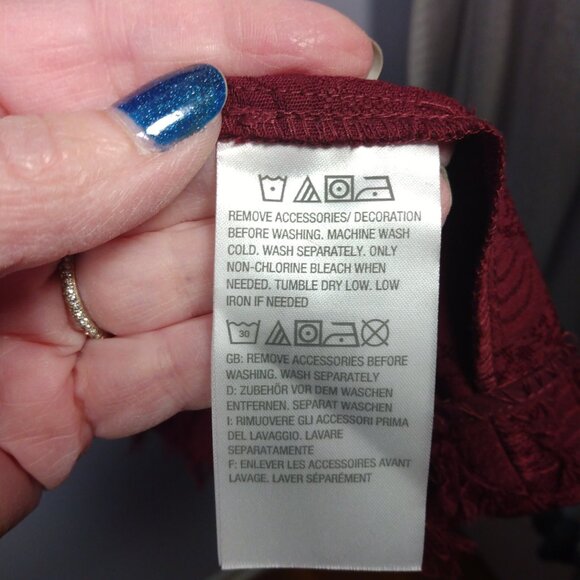 REMOVE ACCESSORIES/ DECORATION
BEFORE WASHING. MACHINE WASH
COLD. WASH SEPARATELY. ONLY
NON-CHLORINE BLEACH WHEN
NEEDED. TUMBLE DRY LOW. LOW
IRON IF NEEDED
30
GB: REMOVE ACCESSORIES BEFORE
WASHING. WASH SEPARATELY
D: ZUBEHÖR VOR DEM WASCHEN
ENTFERNEN. SEPARAT WASCHEN
I: RIMUOVERE GLI ACCESSORI PRIMA
DEL LAVAGGIO. LAVARE
SEPARATAMENTE
F: ENLEVER LES ACCESSOIRES AVANT
LAVAGE. LAVER SÉPARÉMENT